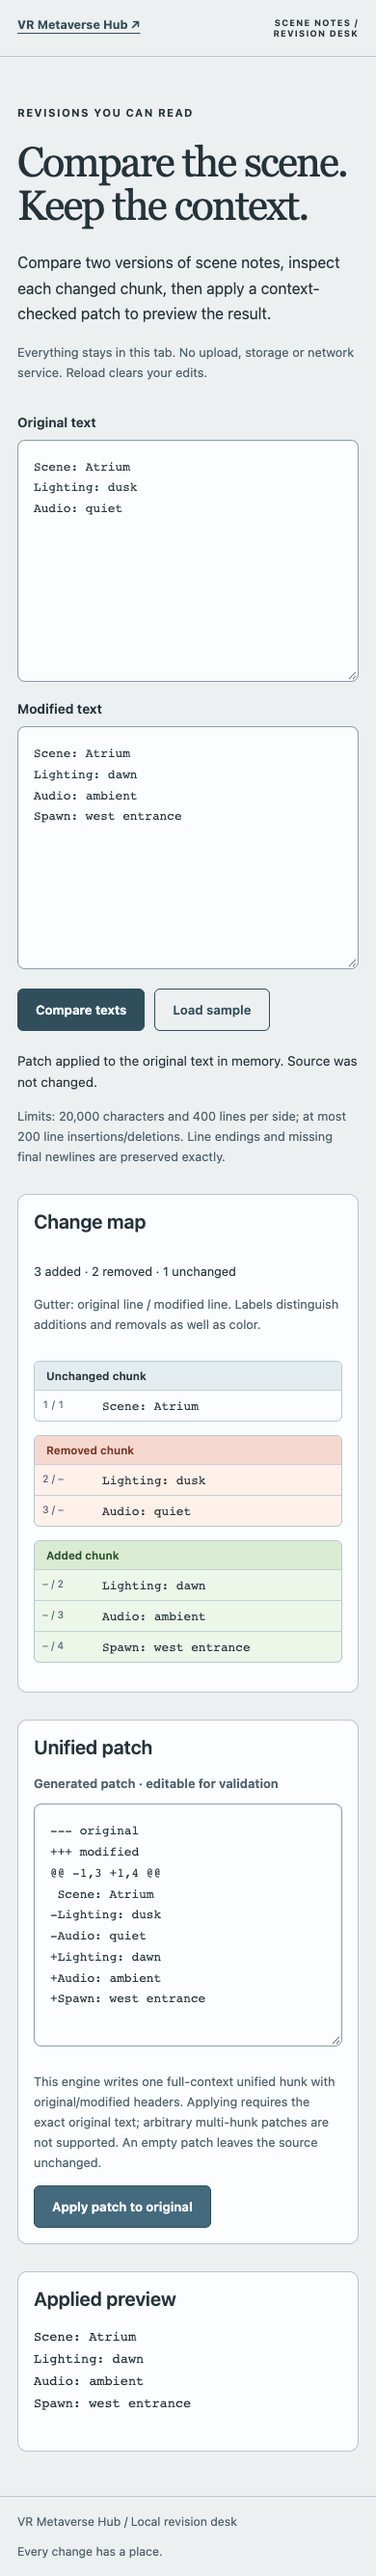 VR Metaverse Hub ↗
SCENE NOTES /
REVISION DESK
REVISIONS YOU CAN READ
Compare the scene.
Keep the context.
Compare two versions of scene notes, inspect
each changed chunk, then apply a context-
checked patch to preview the result.
Everything stays in this tab. No upload, storage or network
service. Reload clears your edits.
Original text
Scene: Atrium
Lighting: dusk
Audio: quiet
Modified text
Scene: Atrium
Lighting: dawn
Audio: ambient
Spawn: west entrance
Compare texts
Load sample
Patch applied to the original text in memory. Source was
not changed.
Limits: 20,000 characters and 400 lines per side; at most
200 line insertions/deletions. Line endings and missing
final newlines are preserved exactly.
Change map
3 added · 2 removed · 1 unchanged
Gutter: original line / modified line. Labels distinguish
additions and removals as well as color.
Unchanged chunk
1 / 1 Scene: Atrium
Removed chunk
2 / – Lighting: dusk
3 / – Audio: quiet
Added chunk
– / 2 Lighting: dawn
– / 3 Audio: ambient
– / 4 Spawn: west entrance
Unified patch
Generated patch · editable for validation
--- original
+++ modified
@@ -1,3 +1,4 @@
 Scene: Atrium
-Lighting: dusk
-Audio: quiet
+Lighting: dawn
+Audio: ambient
+Spawn: west entrance
This engine writes one full-context unified hunk with
original/modified headers. Applying requires the
exact original text; arbitrary multi-hunk patches are
not supported. An empty patch leaves the source
unchanged.
Apply patch to original
Applied preview
Scene: Atrium
Lighting: dawn
Audio: ambient
Spawn: west entrance
VR Metaverse Hub / Local revision desk
Every change has a place.